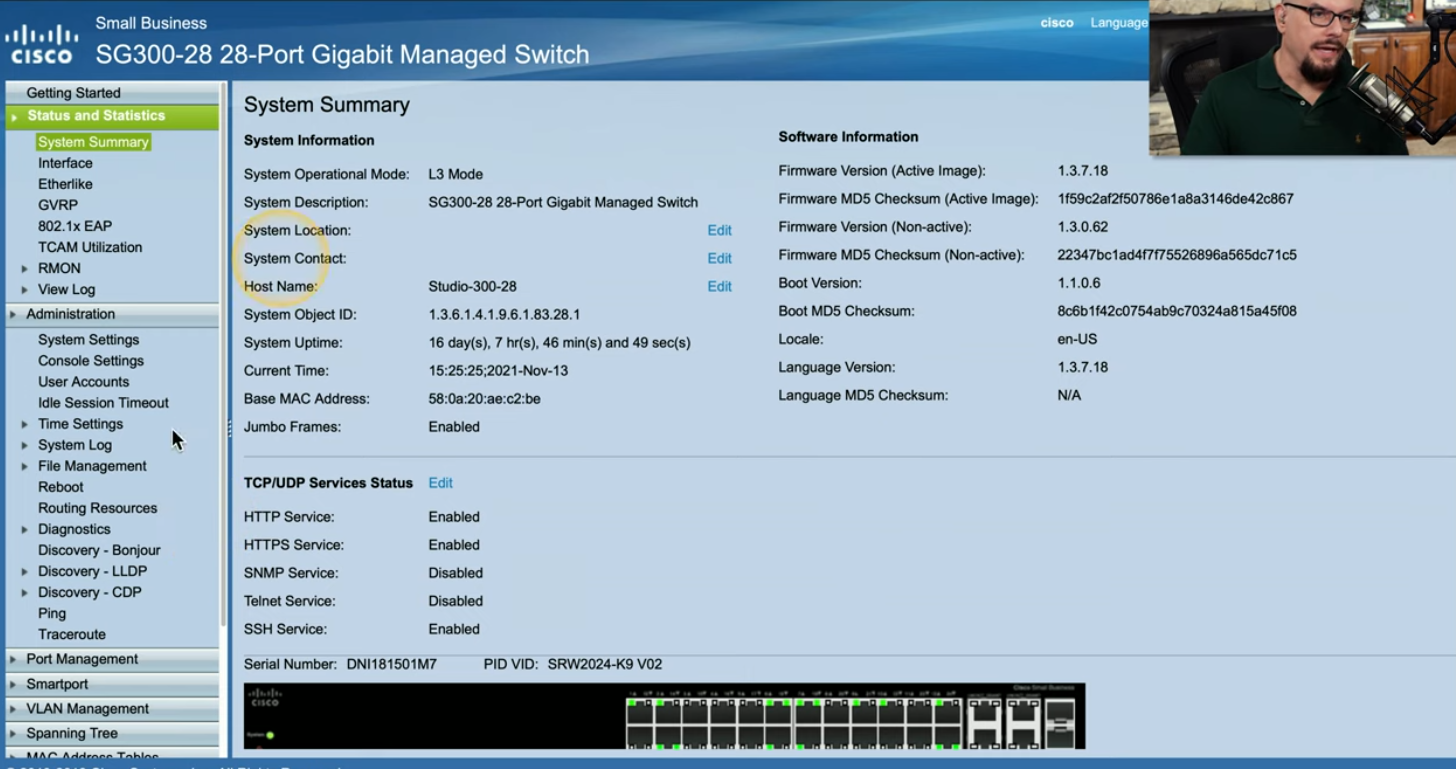 Small Business
cisco Language
CISCO SG300-28 28-Port Gigabit Managed Switch
Getting Started
Status and Statistics
System Summary
Interface
Etherlike
GVRP
802.1x EAP
TCAM Utilization
RMON
View Log
Administration
System Settings
Console Settings
User Accounts
Idle Session Timeout
Time Settings
System Log
File Management
Reboot
Routing Resources
Diagnostics
Discovery - Bonjour
Discovery - LLDP
Discovery - CDP
Ping
Traceroute
Port Management
Smartport
VLAN Management
Spanning Tree
MAC Address Tables
System Summary
System Information
System Operational Mode: L3 Mode
System Description: SG300-28 28-Port Gigabit Managed Switch
System Location: Edit
System Contact: Edit
Host Name: Studio-300-28 Edit
System Object ID: 1.3.6.1.4.1.9.6.1.83.28.1
System Uptime: 16 day(s), 7 hr(s), 46 min(s) and 49 sec(s)
Current Time: 15:25:25;2021-Nov-13
Base MAC Address: 58:0a:20:ae:c2:be
Jumbo Frames: Enabled
Software Information
Firmware Version (Active Image): 1.3.7.18
Firmware MD5 Checksum (Active Image): 1f59c2af2f50786e1a8a3146de42c867
Firmware Version (Non-active): 1.3.0.62
Firmware MD5 Checksum (Non-active): 22347bc1ad4f7f75526896a565dc71c5
Boot Version: 1.1.0.6
Boot MD5 Checksum: 8c6b1f42c0754ab9c70324a815a45f08
Locale: en-US
Language Version: 1.3.7.18
Language MD5 Checksum: N/A
TCP/UDP Services Status Edit
HTTP Service: Enabled
HTTPS Service: Enabled
SNMP Service: Disabled
Telnet Service: Disabled
SSH Service: Enabled
Serial Number: DNI181501M7 PID VID: SRW2024-K9 V02
CISCO
Cisco Small Business
System